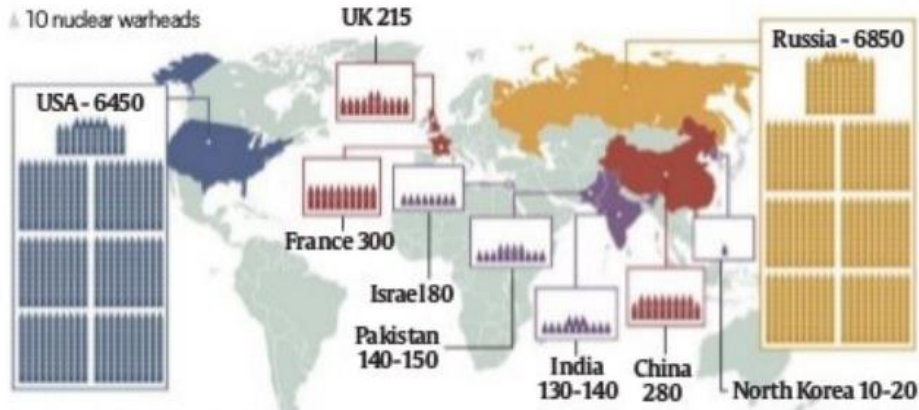 10 nuclear warheads
UK 215
Russia - 6850
USA - 6450
France 300
Israel 80
Pakistan
140-150
India
130-140
China
280
North Korea 10-20